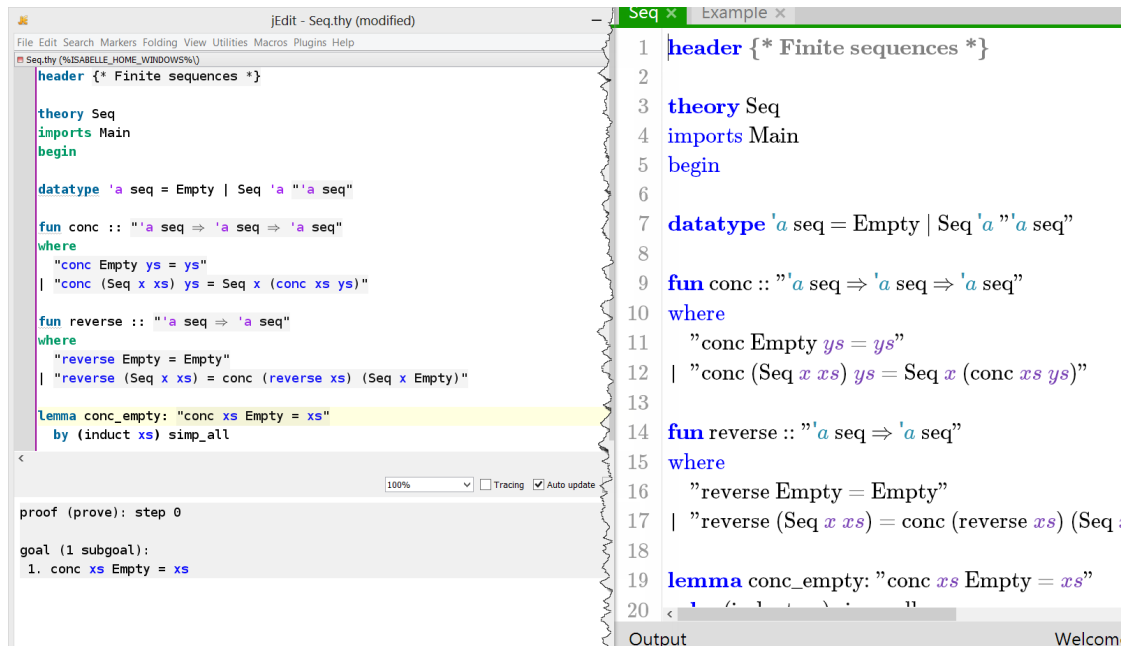 jEdit - Seq.thy (modified)
File Edit Search Markers Folding View Utilities Macros Plugins Help
Seq.thy (%ISABELLE_HOME_WINDOWS%\)
header {* Finite sequences *}
theory Seq
imports Main
begin
datatype 'a seq = Empty | Seq 'a "'a seq"
fun conc :: "'a seq ⇒ 'a seq ⇒ 'a seq"
where
"conc Empty ys = ys"
| "conc (Seq x xs) ys = Seq x (conc xs ys)"
fun reverse :: "'a seq ⇒ 'a seq"
where
"reverse Empty = Empty"
| "reverse (Seq x xs) = conc (reverse xs) (Seq x Empty)"
lemma conc_empty: "conc xs Empty = xs"
by (induct xs) simp_all
100% Tracing Auto update
proof (prove): step 0
goal (1 subgoal):
1. conc xs Empty = xs
Seq × Example ×
1 header {* Finite sequences *}
2
3 theory Seq
4 imports Main
5 begin
6
7 datatype 'a seq = Empty | Seq 'a ”'a seq”
8
9 fun conc :: ”'a seq ⇒ 'a seq ⇒ 'a seq”
10 where
11 ”conc Empty ys = ys”
12 | ”conc (Seq x xs) ys = Seq x (conc xs ys)”
13
14 fun reverse :: ”'a seq ⇒ 'a seq”
15 where
16 ”reverse Empty = Empty”
17 | ”reverse (Seq x xs) = conc (reverse xs) (Seq
18
19 lemma conc_empty: ”conc xs Empty = xs”
20
Output Welcome